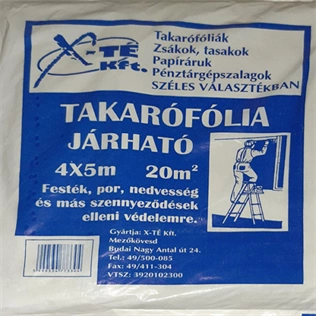 X-TÉ
Kft.
Takarófóliák
Zsákok, tasakok
Papíráruk
Pénztárgépszalagok
SZÉLES VÁLASZTÉKBAN
TAKARÓFÓLIA
JÁRHATÓ
4X5m 20m²
Festék, por, nedvesség
és más szennyeződések
elleni védelemre.
Gyártja: X-TÉ Kft.
Mezőkövesd
Budai Nagy Antal út 24.
Tel.: 49/500-085
Fax: 49/411-304
VTSZ: 3920102300